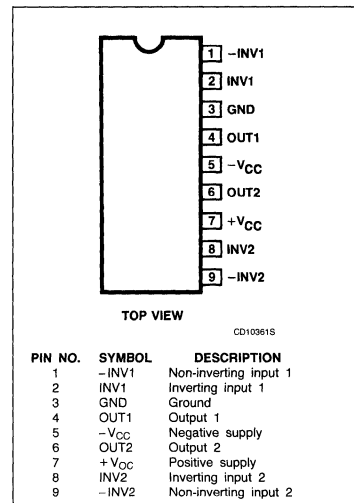 1 -INV1
2 INV1
3 GND
4 OUT1
5 -VCC
6 OUT2
7 +VCC
8 INV2
9 -INV2
TOP VIEW
CD10361S
PIN NO. SYMBOL DESCRIPTION
1 -INV1 Non-inverting input 1
2 INV1 Inverting input 1
3 GND Ground
4 OUT1 Output 1
5 -VCC Negative supply
6 OUT2 Output 2
7 +VOC Positive supply
8 INV2 Inverting input 2
9 -INV2 Non-inverting input 2